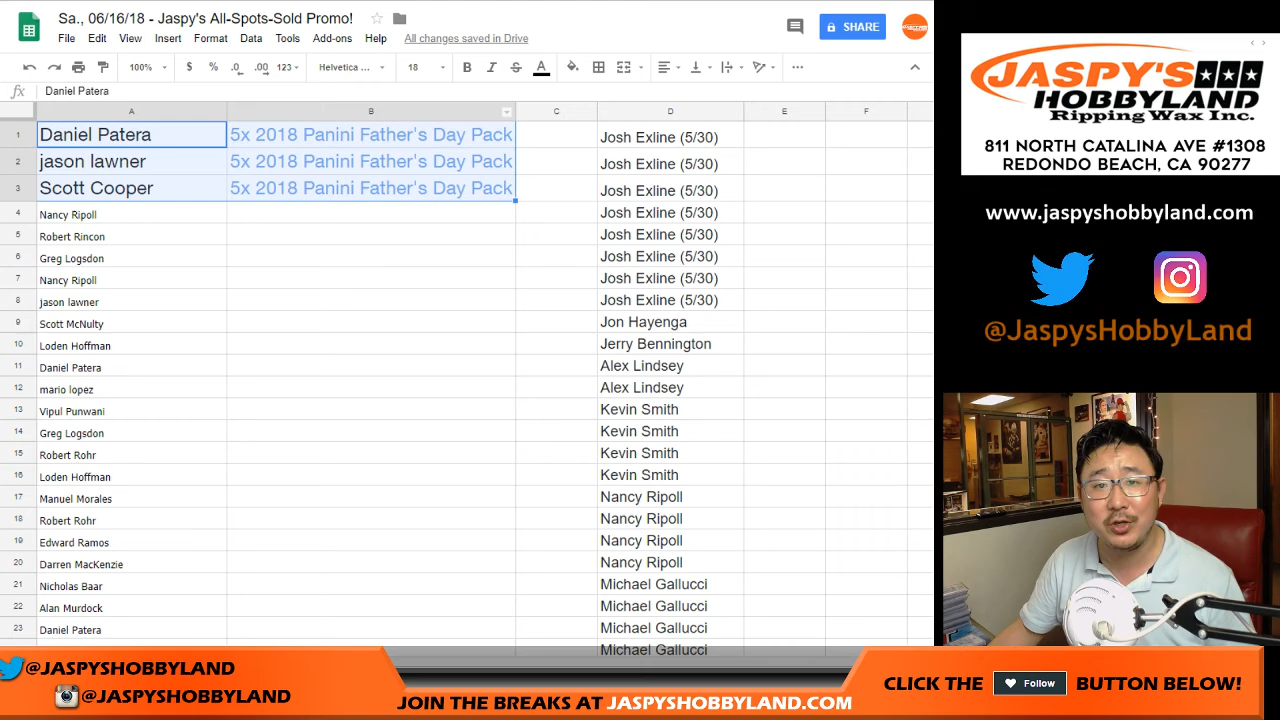 Sa., 06/16/18 - Jaspy's All-Spots-Sold Promo!
File Edit View Insert Format Data Tools Add-ons Help All changes saved in Drive
SHARE
100% $ % .0 .00 123 Helvetica ... 18 B I S A
fx Daniel Patera
A B C D E F
1 Daniel Patera 5x 2018 Panini Father's Day Pack Josh Exline (5/30)
2 jason lawner 5x 2018 Panini Father's Day Pack Josh Exline (5/30)
3 Scott Cooper 5x 2018 Panini Father's Day Pack Josh Exline (5/30)
4 Nancy Ripoll Josh Exline (5/30)
5 Robert Rincon Josh Exline (5/30)
6 Greg Logsdon Josh Exline (5/30)
7 Nancy Ripoll Josh Exline (5/30)
8 jason lawner Josh Exline (5/30)
9 Scott McNulty Jon Hayenga
10 Loden Hoffman Jerry Bennington
11 Daniel Patera Alex Lindsey
12 mario lopez Alex Lindsey
13 Vipul Punwani Kevin Smith
14 Greg Logsdon Kevin Smith
15 Robert Rohr Kevin Smith
16 Loden Hoffman Kevin Smith
17 Manuel Morales Nancy Ripoll
18 Robert Rohr Nancy Ripoll
19 Edward Ramos Nancy Ripoll
20 Darren MacKenzie Nancy Ripoll
21 Nicholas Baar Michael Gallucci
22 Alan Murdock Michael Gallucci
23 Daniel Patera Michael Gallucci
Michael Gallucci
JASPY'S
HOBBYLAND
Ripping Wax Inc.
811 NORTH CATALINA AVE #1308
REDONDO BEACH, CA 90277
www.jaspyshobbyland.com
@JaspysHobbyLand
@JASPYSHOBBYLAND
@JASPYSHOBBYLAND
JOIN THE BREAKS AT JASPYSHOBBYLAND.COM
CLICK THE Follow BUTTON BELOW!